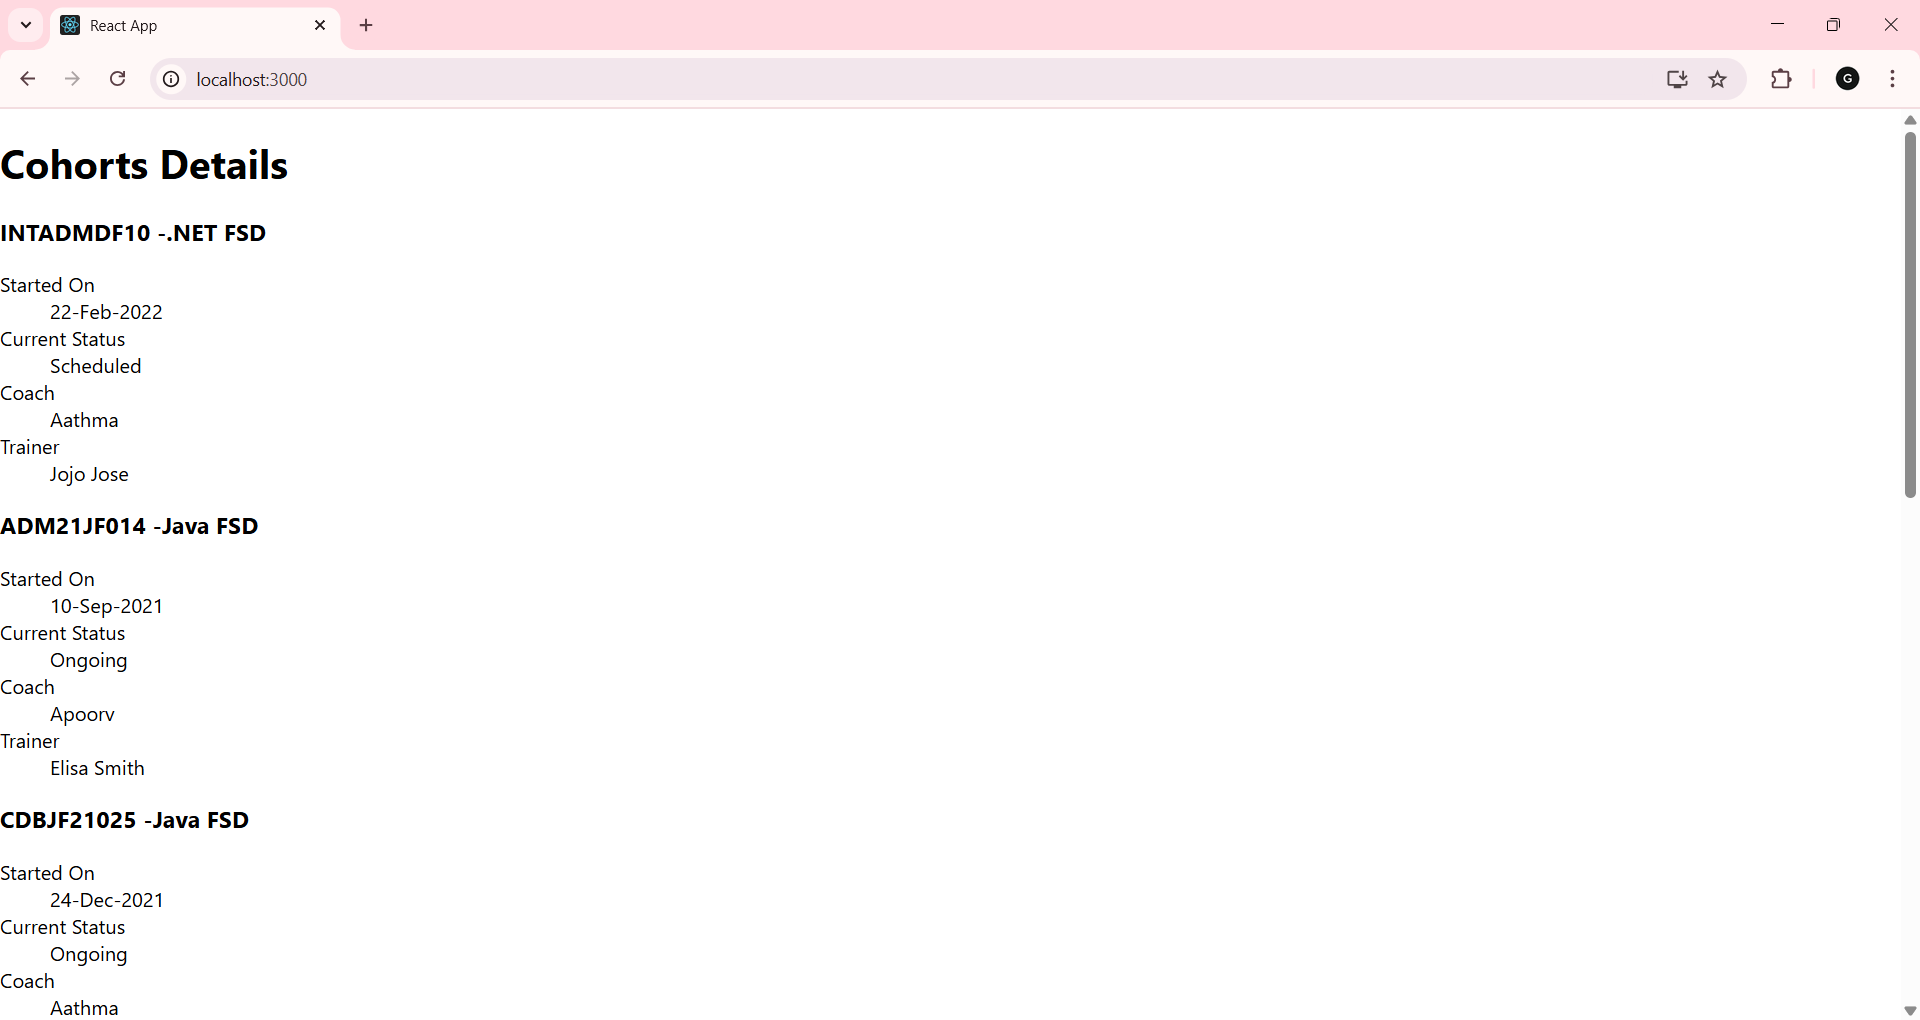 React App
localhost:3000
G
Cohorts Details
INTADMDF10 -.NET FSD
Started On
22-Feb-2022
Current Status
Scheduled
Coach
Aathma
Trainer
Jojo Jose
ADM21JF014 -Java FSD
Started On
10-Sep-2021
Current Status
Ongoing
Coach
Apoorv
Trainer
Elisa Smith
CDBJF21025 -Java FSD
Started On
24-Dec-2021
Current Status
Ongoing
Coach
Aathma